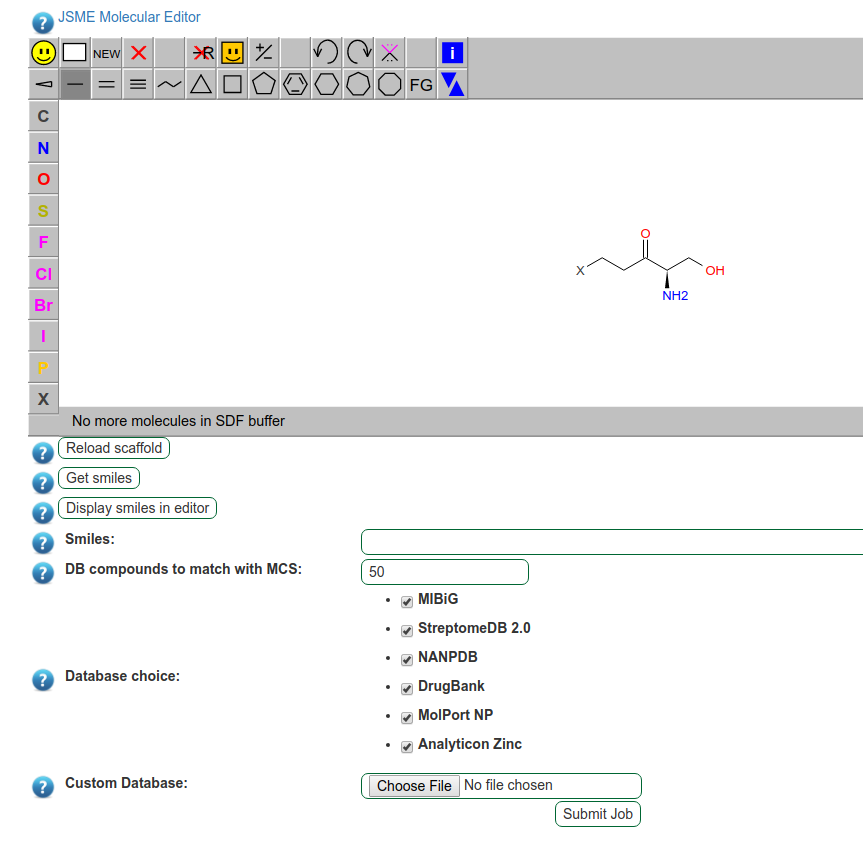 ? JSME Molecular Editor
NEW R +/- i
FG
C
N
O
S
F
Cl
Br
I
P
X
O
X OH
NH2
No more molecules in SDF buffer
? Reload scaffold
? Get smiles
? Display smiles in editor
? Smiles:
? DB compounds to match with MCS: 50
MIBiG
StreptomeDB 2.0
NANPDB
? Database choice:
DrugBank
MolPort NP
Analyticon Zinc
? Custom Database: Choose File No file chosen
Submit Job